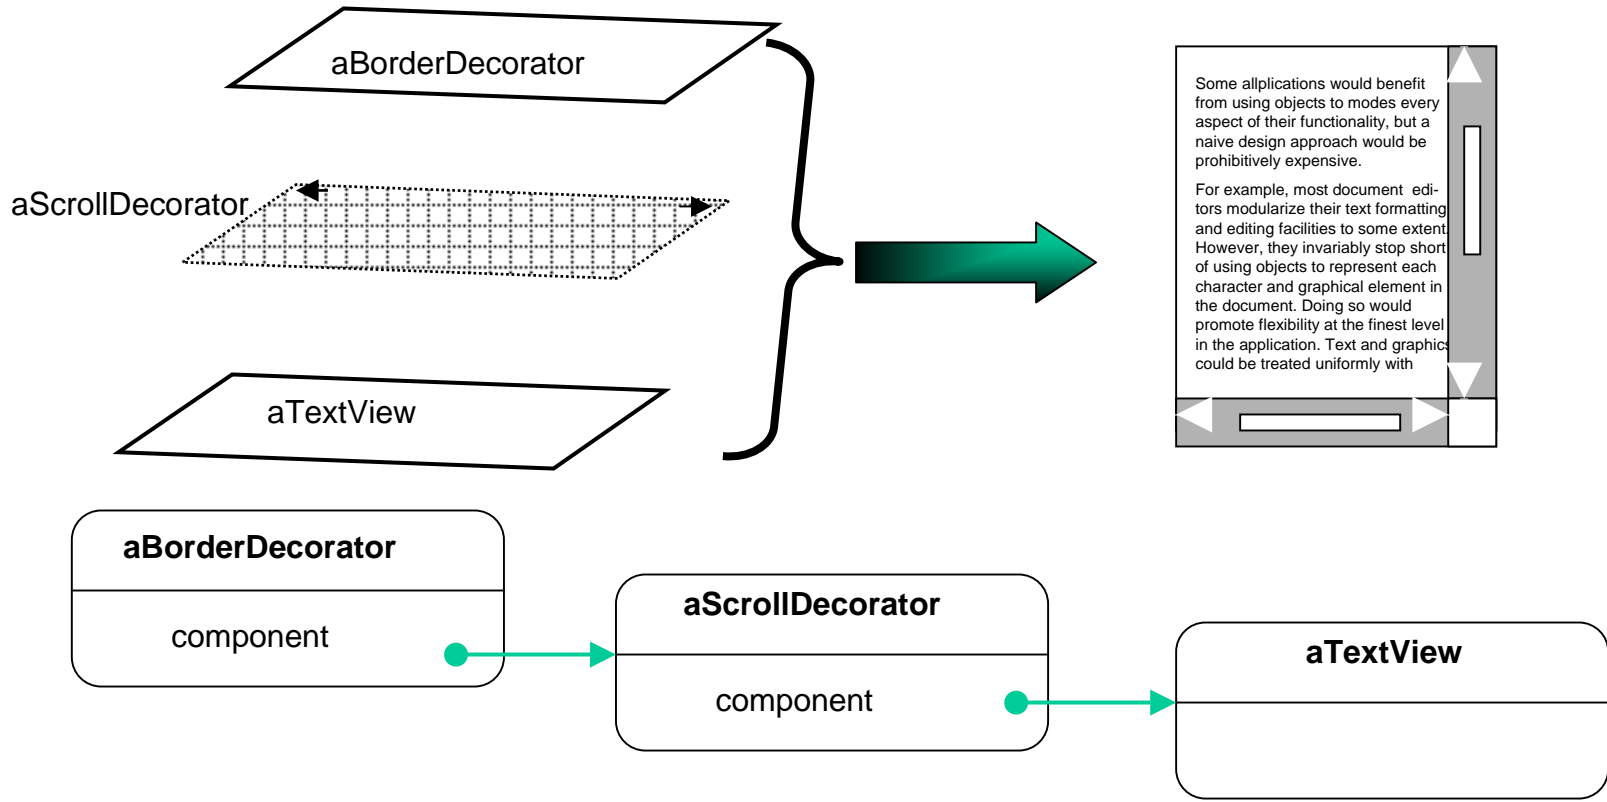 aBorderDecorator
aScrollDecorator
aTextView
Some allplications would benefit
from using objects to modes every
aspect of their functionality, but a
naive design approach would be
prohibitively expensive.
For example, most document edi-
tors modularize their text formatting
and editing facilities to some extent.
However, they invariably stop short
of using objects to represent each
character and graphical element in
the document. Doing so would
promote flexibility at the finest level
in the application. Text and graphics
could be treated uniformly with
aBorderDecorator
component
aScrollDecorator
component
aTextView